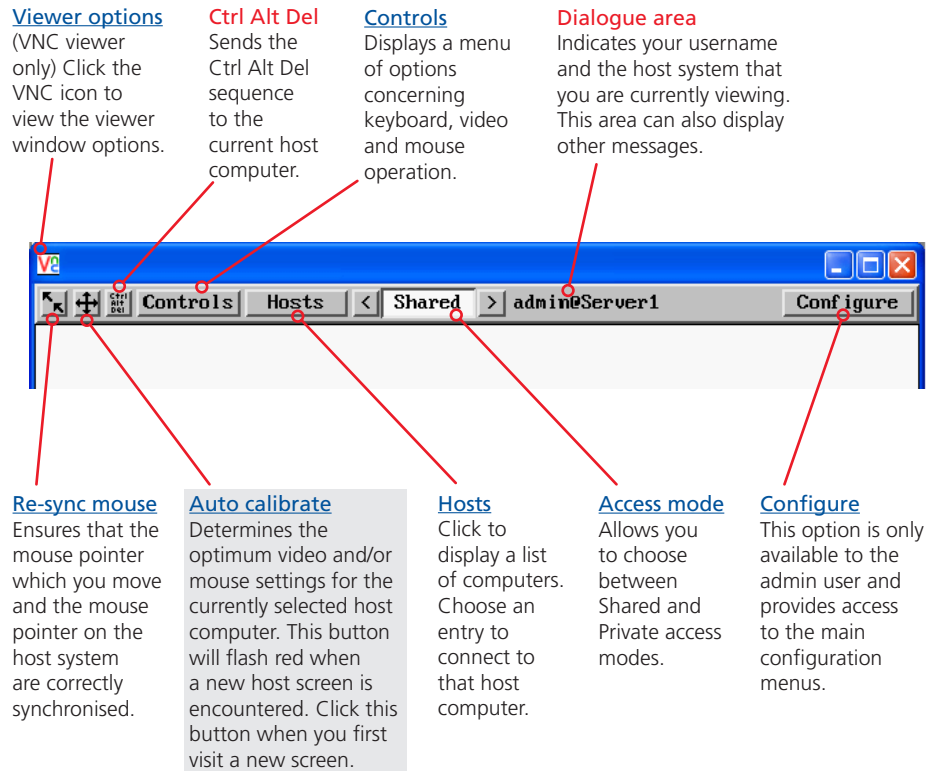 Viewer options
(VNC viewer
only) Click the
VNC icon to
view the viewer
window options.
Ctrl Alt Del
Sends the
Ctrl Alt Del
sequence
to the
current host
computer.
Controls
Displays a menu
of options
concerning
keyboard, video
and mouse
operation.
Dialogue area
Indicates your username
and the host system that
you are currently viewing.
This area can also display
other messages.
Ctrl
Alt
Del
Controls
Hosts
<
Shared
>
admin@Server1
Configure
Re-sync mouse
Ensures that the
mouse pointer
which you move
and the mouse
pointer on the
host system
are correctly
synchronised.
Auto calibrate
Determines the
optimum video and/or
mouse settings for the
currently selected host
computer. This button
will flash red when
a new host screen is
encountered. Click this
button when you first
visit a new screen.
Hosts
Click to
display a list
of computers.
Choose an
entry to
connect to
that host
computer.
Access mode
Allows you
to choose
between
Shared and
Private access
modes.
Configure
This option is only
available to the
admin user and
provides access
to the main
configuration
menus.